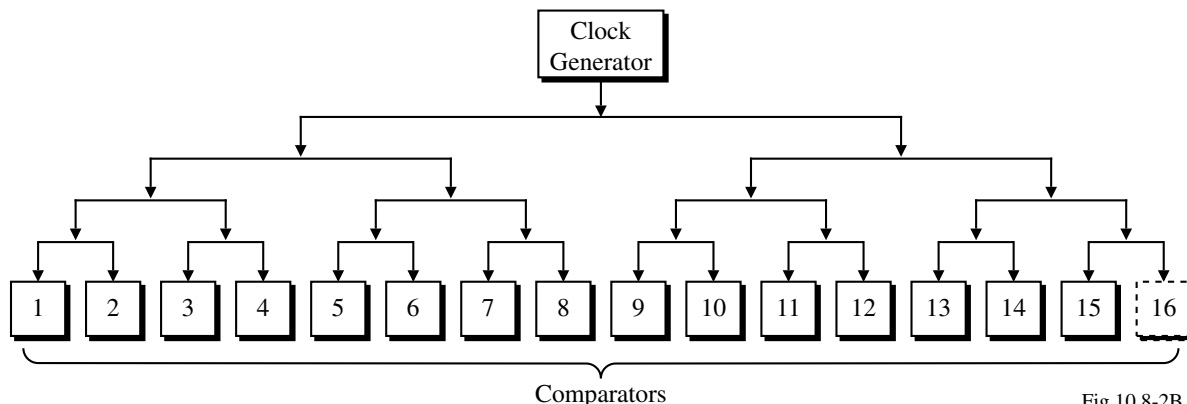 Clock
Generator
1 2 3 4 5 6 7 8 9 10 11 12 13 14 15 16
Comparators
Fig.10.8-2B